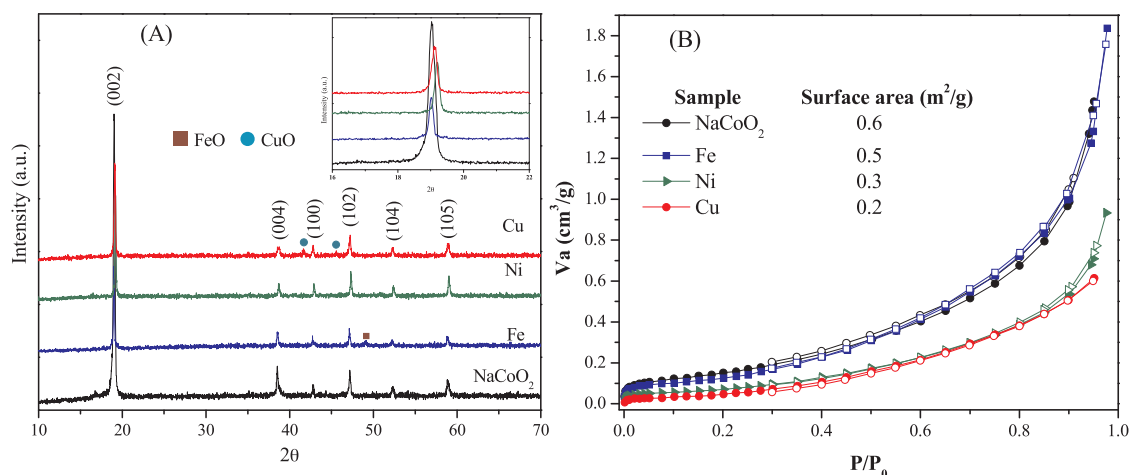 (A)
(002)
FeO
CuO
(004)
(100)
(102)
(104)
(105)
Cu
Ni
Fe
NaCoO₂
Intensity (a.u.)
10 20 30 40 50 60 70
2θ
Intensity (a.u.)
16 18 20 22
2θ
(B)
Sample Surface area (m²/g)
NaCoO₂ 0.6
Fe 0.5
Ni 0.3
Cu 0.2
Va (cm³/g)
1.8
1.6
1.4
1.2
1.0
0.8
0.6
0.4
0.2
0.0
0.0 0.2 0.4 0.6 0.8 1.0
P/P₀